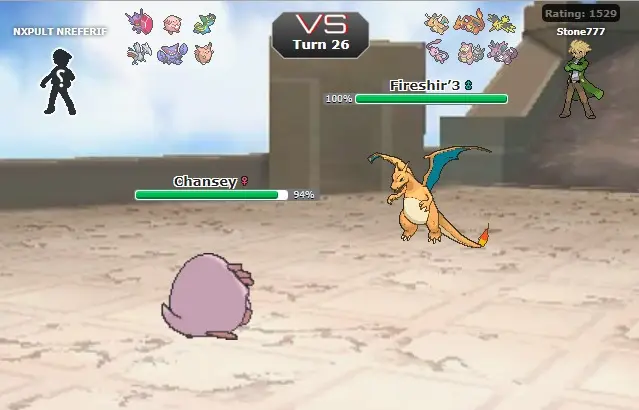 NXPULT NREFERIF
VS
Turn 26
Rating: 1529
Stone777
Fireshir'3
100%
Chansey
94%